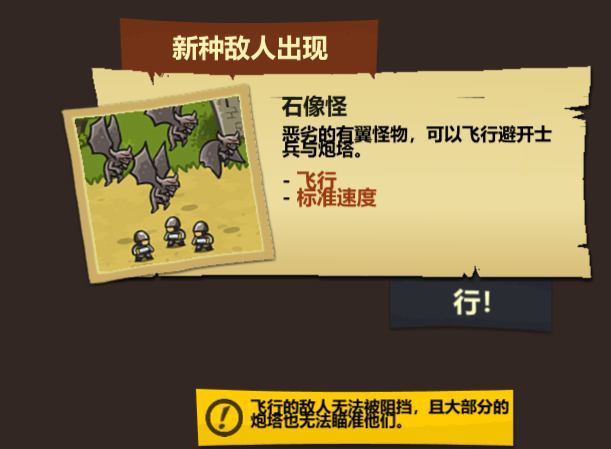 新种敌人出现
石像怪
恶劣的有翼怪物，可以飞行避开士
兵与炮塔。
- 飞行
- 标准速度
行!
飞行的敌人无法被阻挡，且大部分的
炮塔也无法瞄准他们。